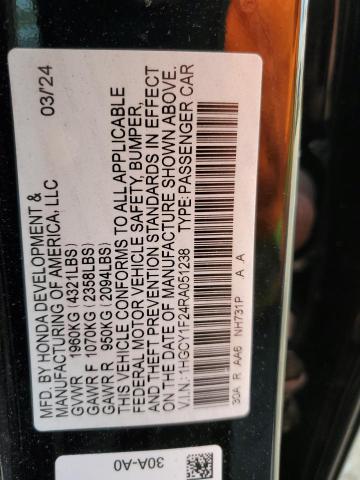 MFD. BY HONDA DEVELOPMENT &
MANUFACTURING OF AMERICA, LLC 03/'24
GVWR 1960KG (4321LBS)
GAWR F 1070KG (2358LBS)
GAWR R 950KG (2094LBS)
THIS VEHICLE CONFORMS TO ALL APPLICABLE
FEDERAL MOTOR VEHICLE SAFETY, BUMPER,
AND THEFT PREVENTION STANDARDS IN EFFECT
ON THE DATE OF MANUFACTURE SHOWN ABOVE.
V.I.N.: 1HGCY1F24RA051238 TYPE: PASSENGER CAR
30A R AA6 NH731P A A
30A-A0